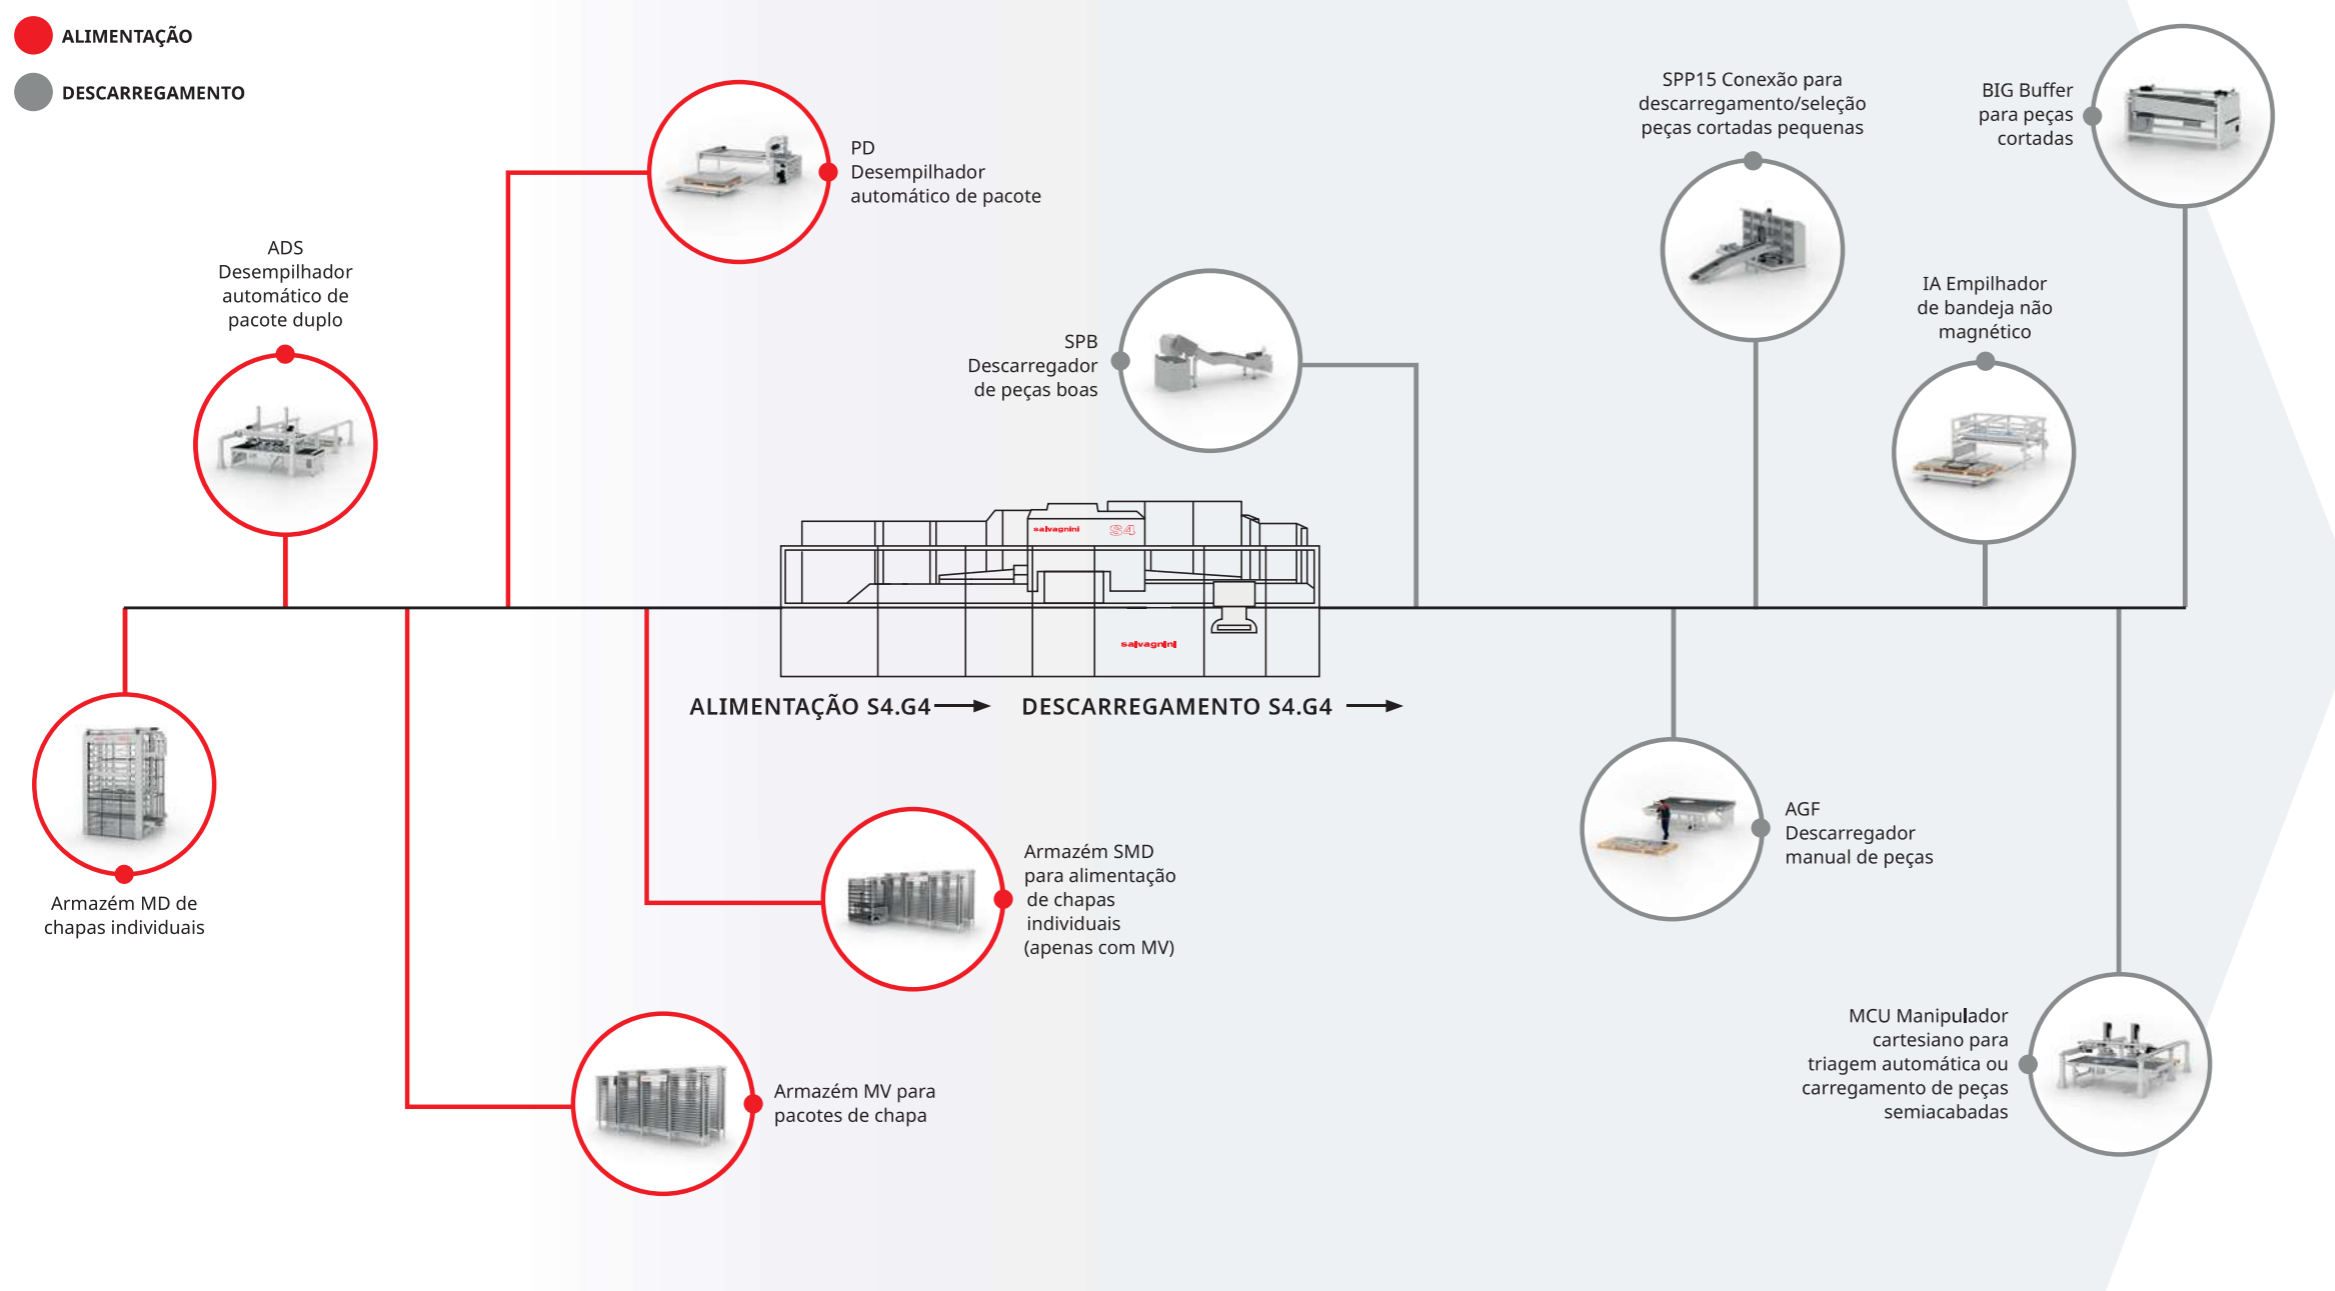 ALIMENTAÇÃO
DESCARREGAMENTO
PD
Desempilhador
automático de pacote
ADS
Desempilhador
automático de
pacote duplo
SPB
Descarregador
de peças boas
SPP15 Conexão para
descarregamento/seleção
peças cortadas pequenas
BIG Buffer
para peças
cortadas
IA Empilhador
de bandeja não
magnético
salvagnini
S4
salvagnini
ALIMENTAÇÃO S4.G4
DESCARREGAMENTO S4.G4
Armazém MD de
chapas individuais
Armazém SMD
para alimentação
de chapas
individuais
(apenas com MV)
Armazém MV para
pacotes de chapa
AGF
Descarregador
manual de peças
MCU Manipulador
cartesiano para
triagem automática ou
carregamento de peças
semiacabadas